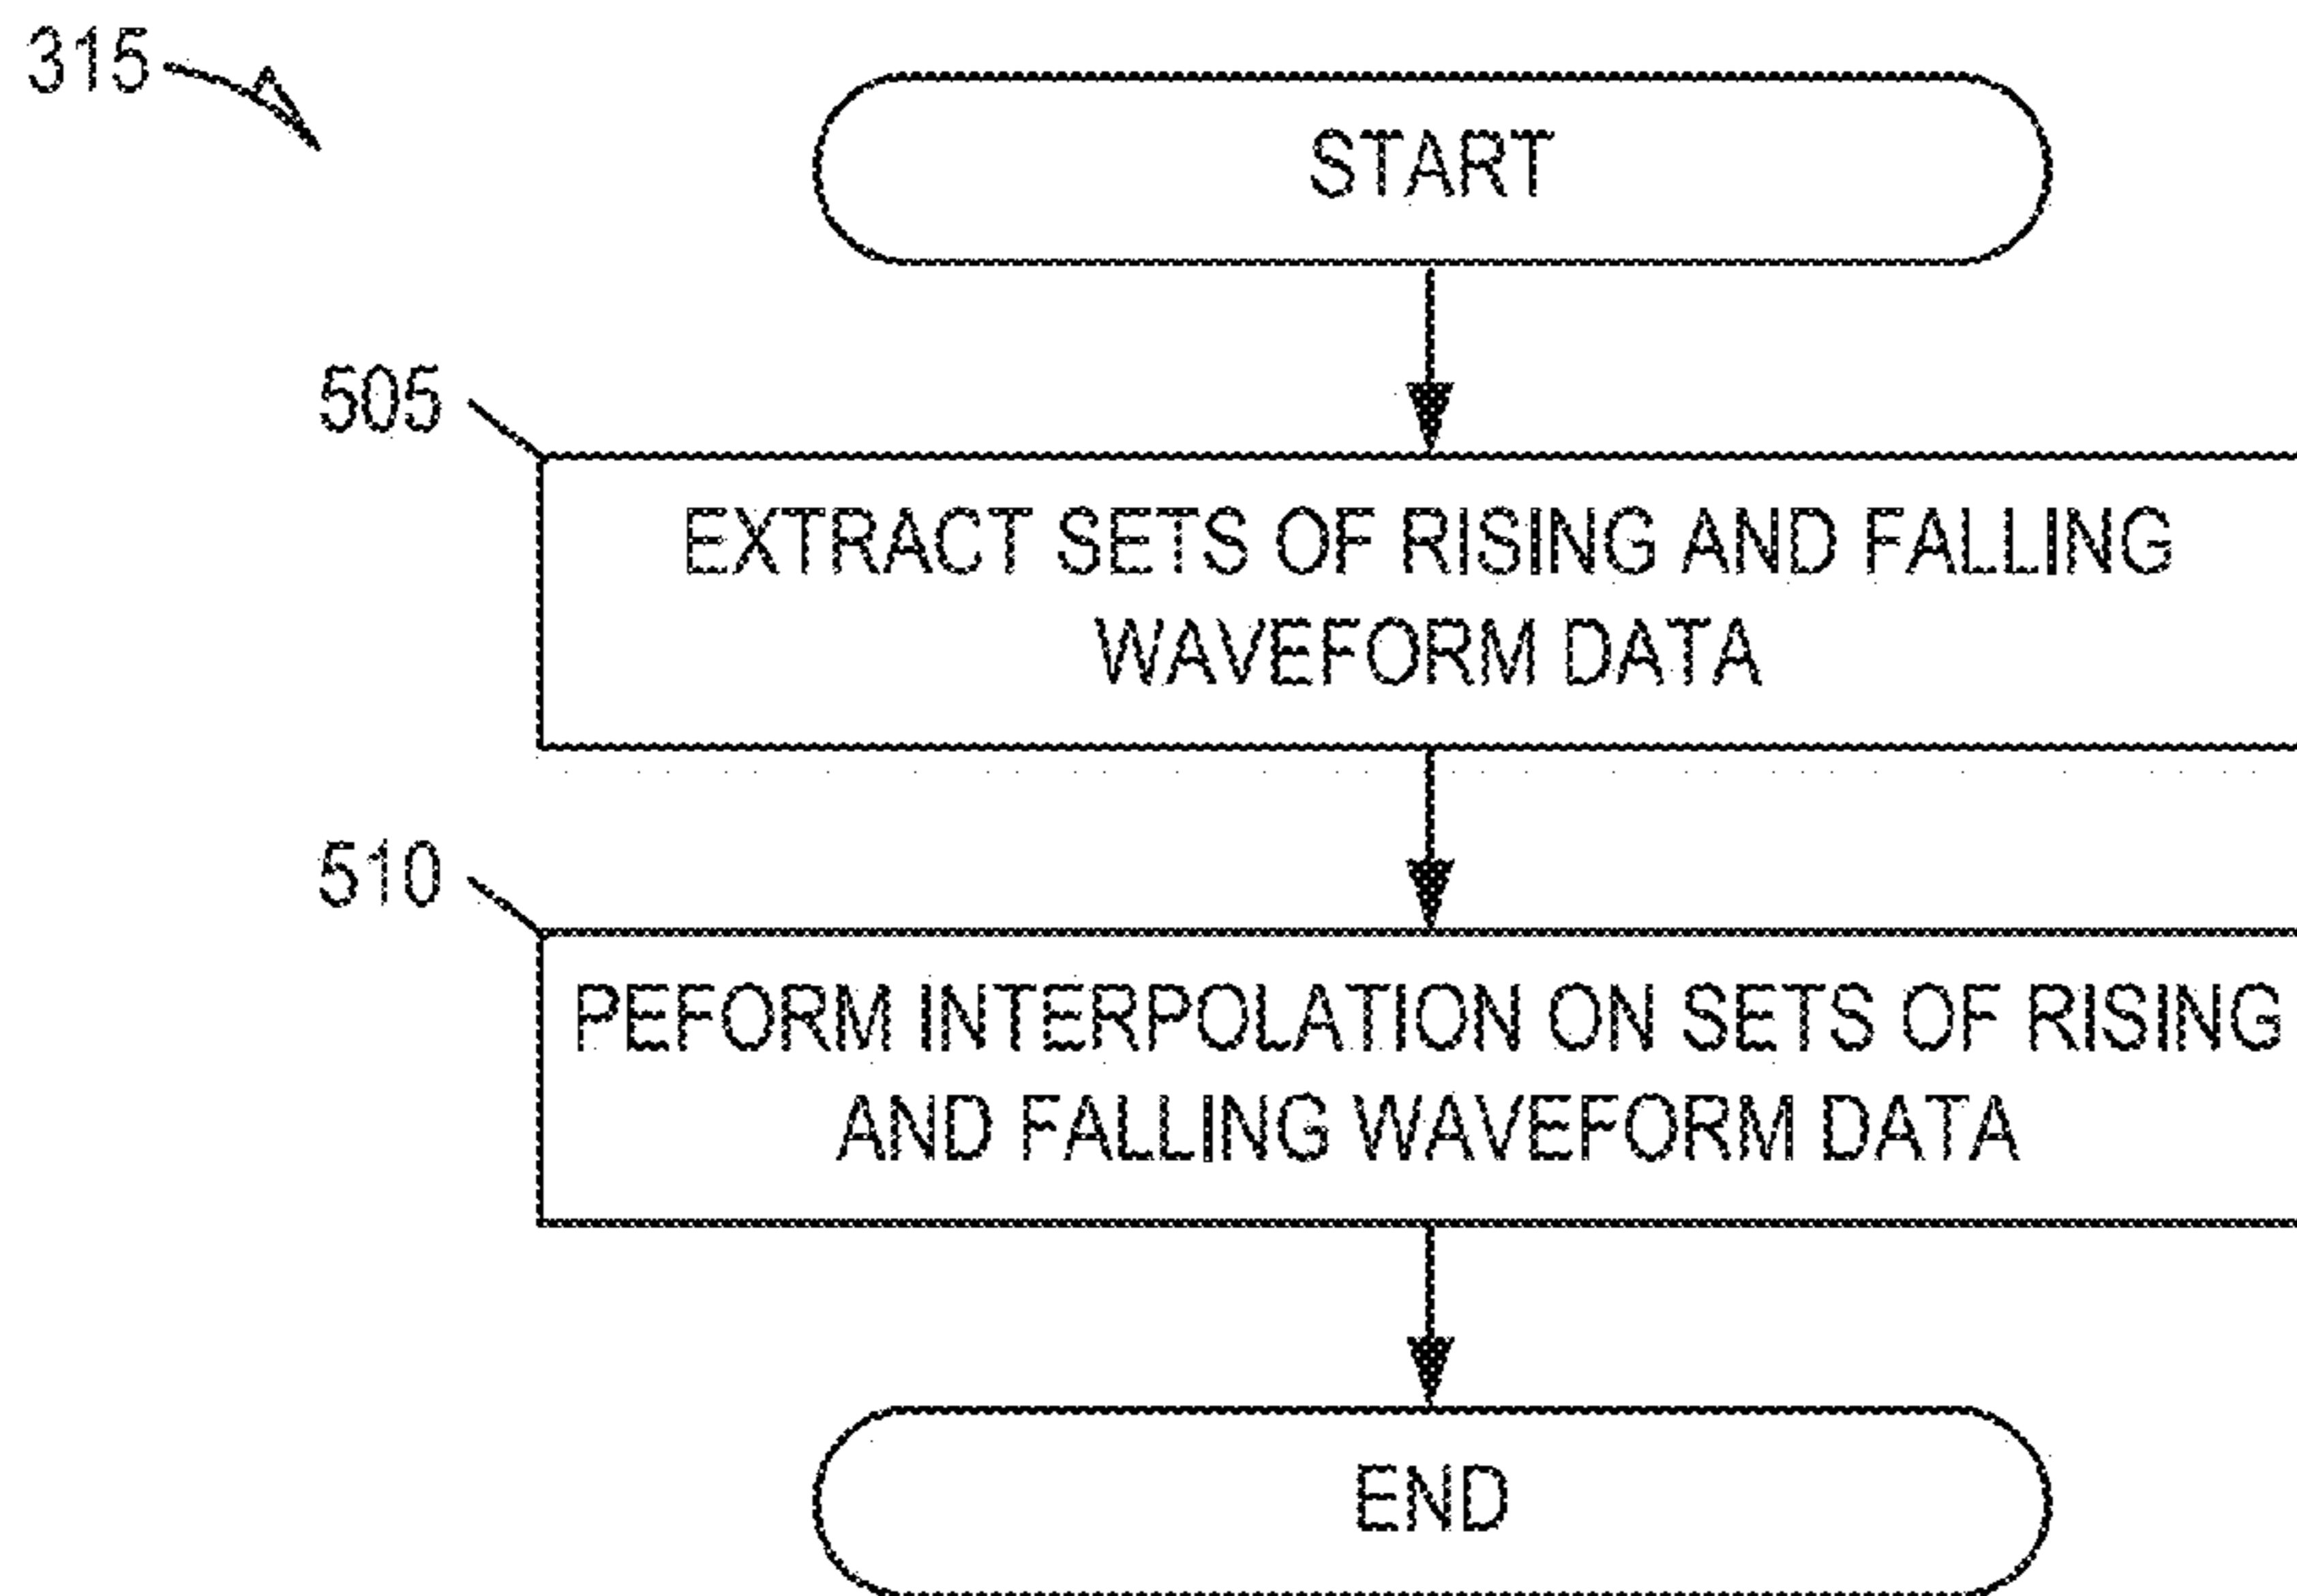 315
START
505
EXTRACT SETS OF RISING AND FALLING
WAVEFORM DATA
510
PEFORM INTERPOLATION ON SETS OF RISING
AND FALLING WAVEFORM DATA
END